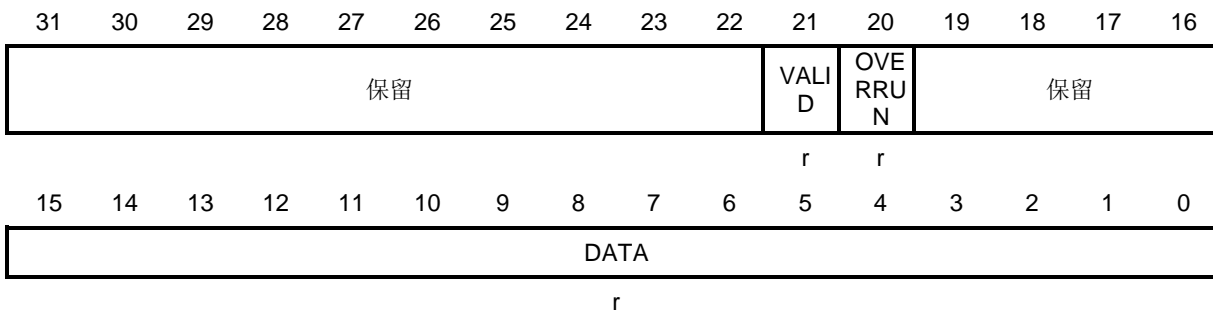 31 30 29 28 27 26 25 24 23 22 21 20 19 18 17 16
保留 VALI D OVE RRU N 保留
r r
15 14 13 12 11 10 9 8 7 6 5 4 3 2 1 0
DATA
r